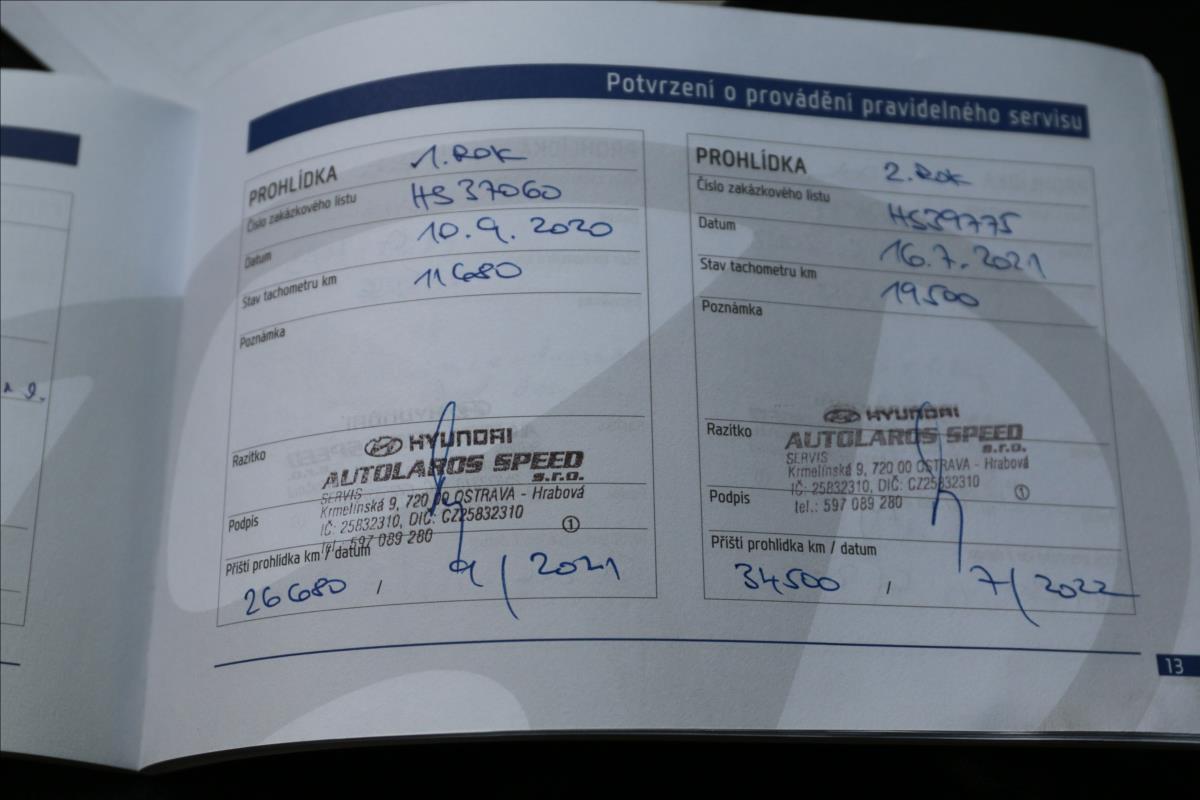 Potvrzení o provádění pravidelného servisu
PROHLÍDKA 1. ROK
Číslo zakázkového listu HS 37060
Datum 10.9.2020
Stav tachometru km 11680
Poznámka
Razítko
HYUNDAI
AUTOLAROS SPEED
s.r.o.
SERVIS
Krmelínská 9, 720 00 OSTRAVA - Hrabová
IČ: 25832310, DIČ: CZ25832310
tel.: 597 089 280
①
Podpis
Příští prohlídka km / datum
26680 / 9/2021
PROHLÍDKA 2. ROK
Číslo zakázkového listu HS39775
Datum 16.7.2021
Stav tachometru km 19500
Poznámka
Razítko
HYUNDAI
AUTOLAROS SPEED
s.r.o.
SERVIS
Krmelínská 9, 720 00 OSTRAVA - Hrabová
IČ: 25832310, DIČ: CZ25832310
tel.: 597 089 280
①
Podpis
Příští prohlídka km / datum
34500 / 7/2022
13